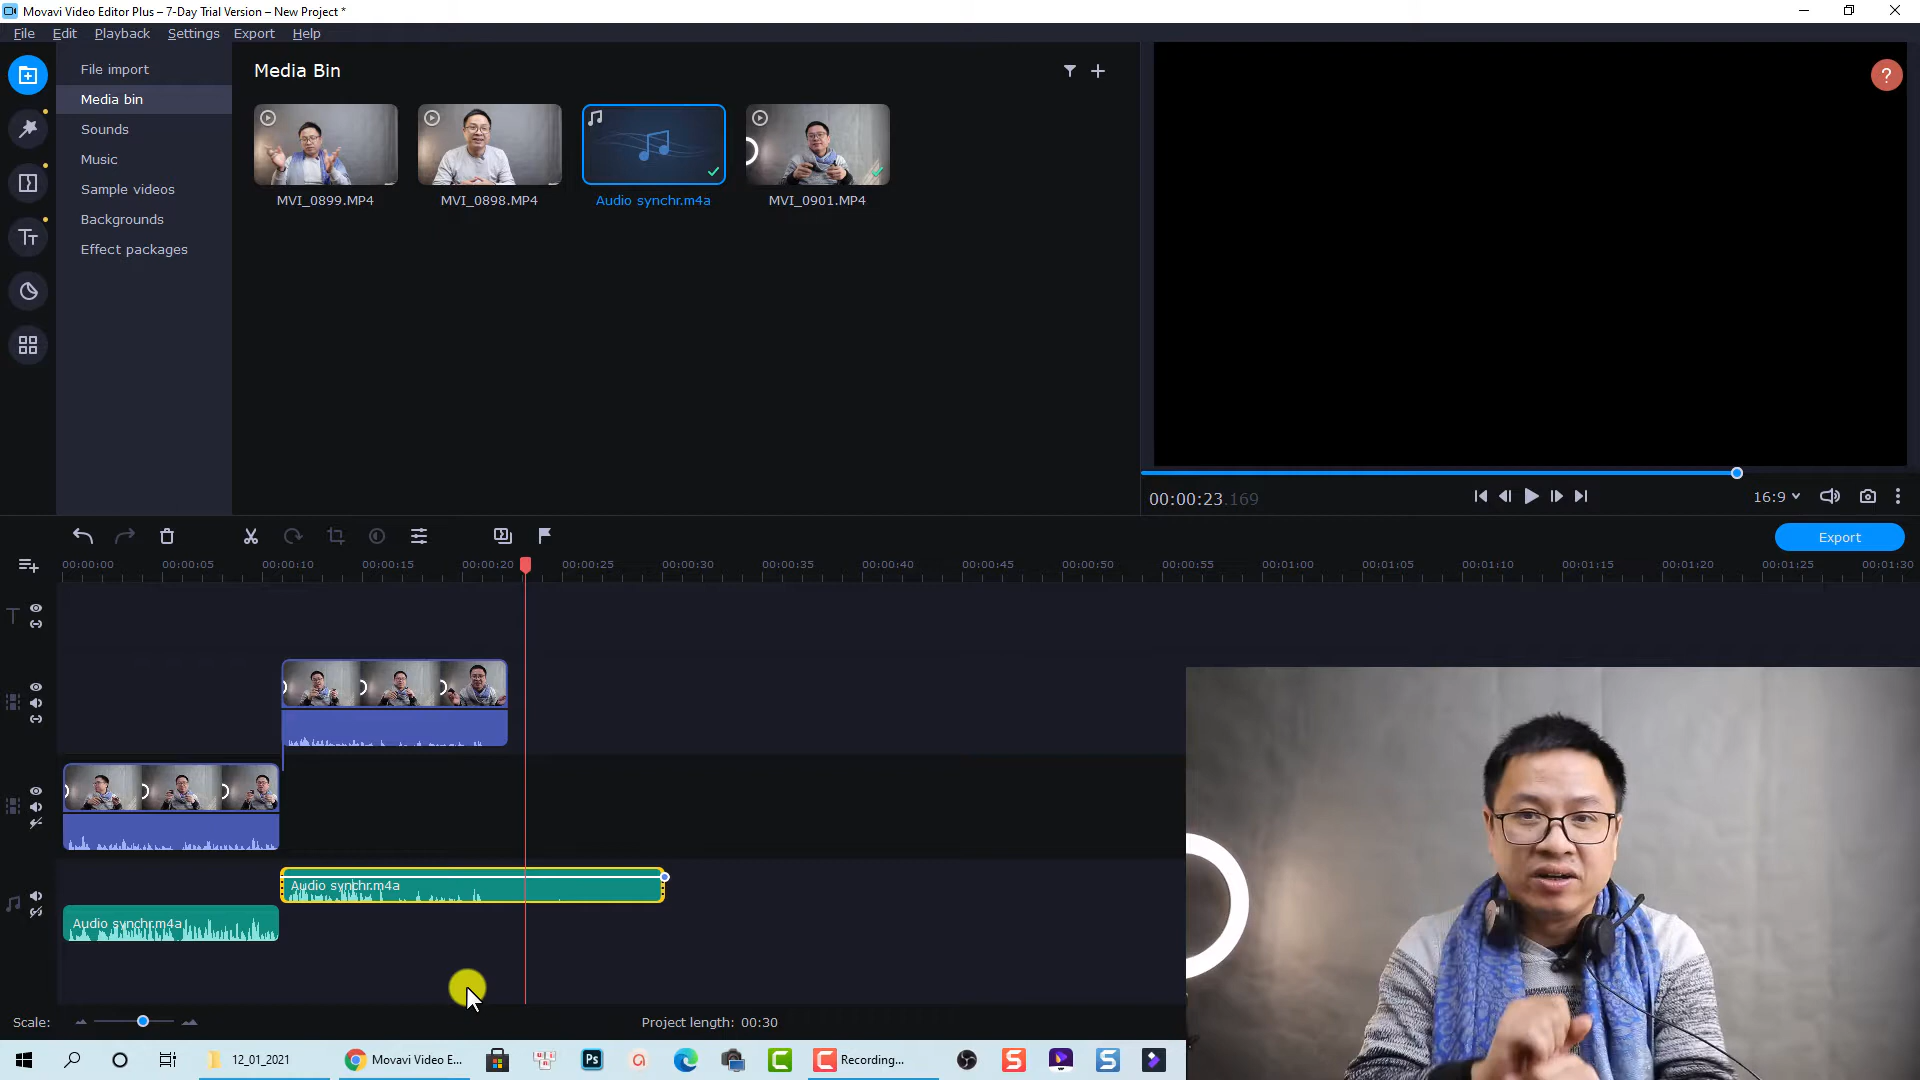 Movavi Video Editor Plus – 7-Day Trial Version – New Project *
File Edit Playback Settings Export Help
File import
Media bin
Sounds
Music
Sample videos
Backgrounds
Effect packages
Media Bin
MVI_0899.MP4 MVI_0898.MP4 Audio synchr.m4a MVI_0901.MP4
?
00:00:23.169
16:9
Export
00:00:00 00:00:05 00:00:10 00:00:15 00:00:20 00:00:25 00:00:30 00:00:35 00:00:40 00:00:45 00:00:50 00:00:55 00:01:00 00:01:05 00:01:10 00:01:15 00:01:20 00:01:25 00:01:30
Audio synchr.m4a
Audio synchr.m4a
Scale:
Project length: 00:30
12_01_2021
Movavi Video E...
Ps
Recording...